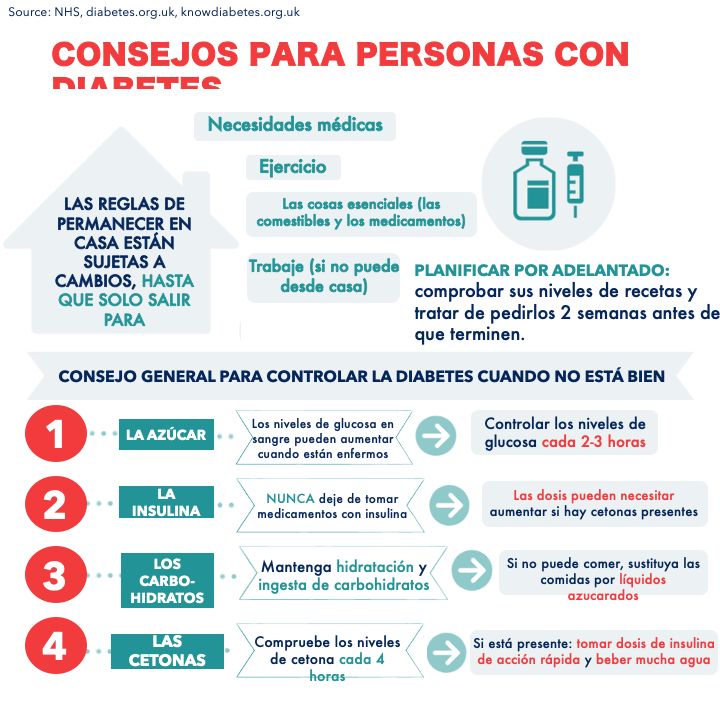 Source: NHS, diabetes.org.uk, knowdiabetes.org.uk
CONSEJOS PARA PERSONAS CON
DIABETES
Necesidades médicas
Ejercicio
Las cosas esenciales (las
comestibles y los medicamentos)
Trabaje (si no puede
desde casa)
LAS REGLAS DE
PERMANECER EN
CASA ESTÁN
SUJETAS A
CAMBIOS, HASTA
QUE SOLO SALIR
PARA
PLANIFICAR POR ADELANTADO:
comprobar sus niveles de recetas y
tratar de pedirlos 2 semanas antes de
que terminen.
CONSEJO GENERAL PARA CONTROLAR LA DIABETES CUANDO NO ESTÁ BIEN
1
LA AZÚCAR
Los niveles de glucosa en
sangre pueden aumentar
cuando están enfermos
Controlar los niveles de
glucosa cada 2-3 horas
2
LA
INSULINA
NUNCA deje de tomar
medicamentos con insulina
Las dosis pueden necesitar
aumentar si hay cetonas presentes
3
LOS
CARBO-
HIDRATOS
Mantenga hidratación y
ingesta de carbohidratos
Si no puede comer, sustituya las
comidas por líquidos
azucarados
4
LAS
CETONAS
Compruebe los niveles
de cetona cada 4
horas
Si está presente: tomar dosis de insulina
de acción rápida y beber mucha agua